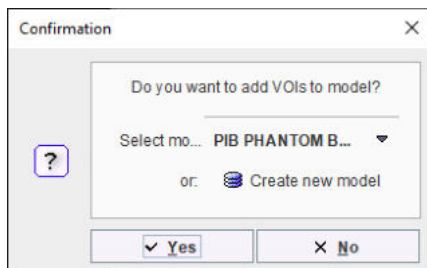 Confirmation
Do you want to add VOIs to model?
Select mo... PIB PHANTOM B...
or: Create new model
Yes No